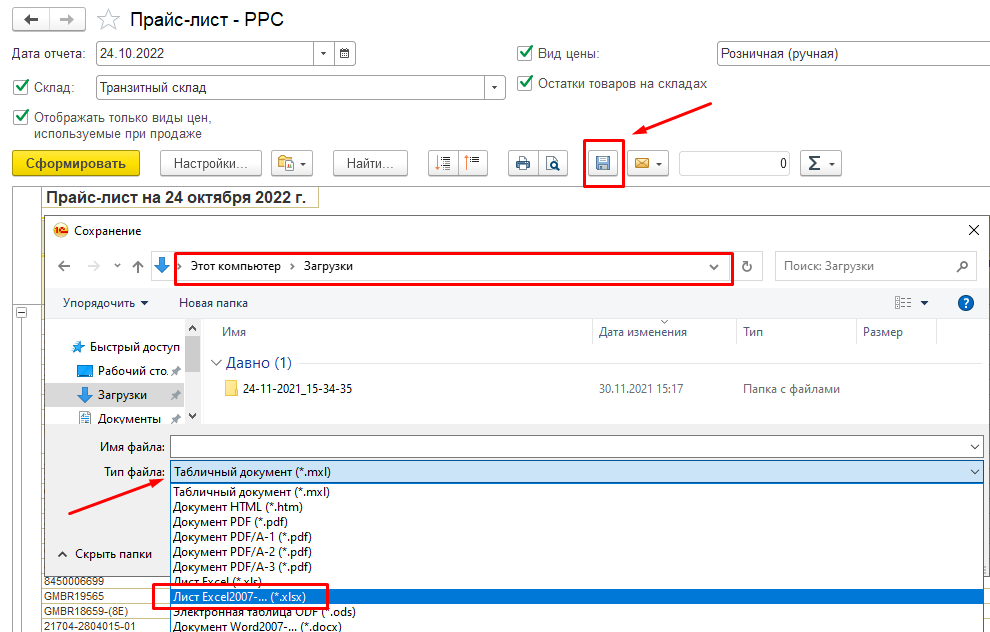 Прайс-лист - РРС
Дата отчета: 24.10.2022
Вид цены: Розничная (ручная)
Склад: Транзитный склад
Остатки товаров на складах
Отображать только виды цен,
используемые при продаже
Сформировать Настройки... Найти... 0 Σ
Прайс-лист на 24 октября 2022 г.
1С Сохранение
Этот компьютер > Загрузки
Поиск: Загрузки
Упорядочить Новая папка ?
Имя Дата изменения Тип Размер
Быстрый доступ
Давно (1)
Рабочий сто.
24-11-2021_15-34-35 30.11.2021 15:17 Папка с файлами
Загрузки
Документы
Имя файла:
Тип файла: Табличный документ (*.mxl)
Табличный документ (*.mxl)
Документ HTML (*.htm)
Документ PDF (*.pdf)
Документ PDF/A-1 (*.pdf)
Документ PDF/A-2 (*.pdf)
Скрыть папки
Документ PDF/A-3 (*.pdf)
8450006699
Лист Excel (*.xls)
GMBR19565
Лист Excel2007-... (*.xlsx)
GMBR18659-(8E)
Электронная таблица ODF (*.ods)
21704-2804015-01
Документ Word2007-... (*.docx)